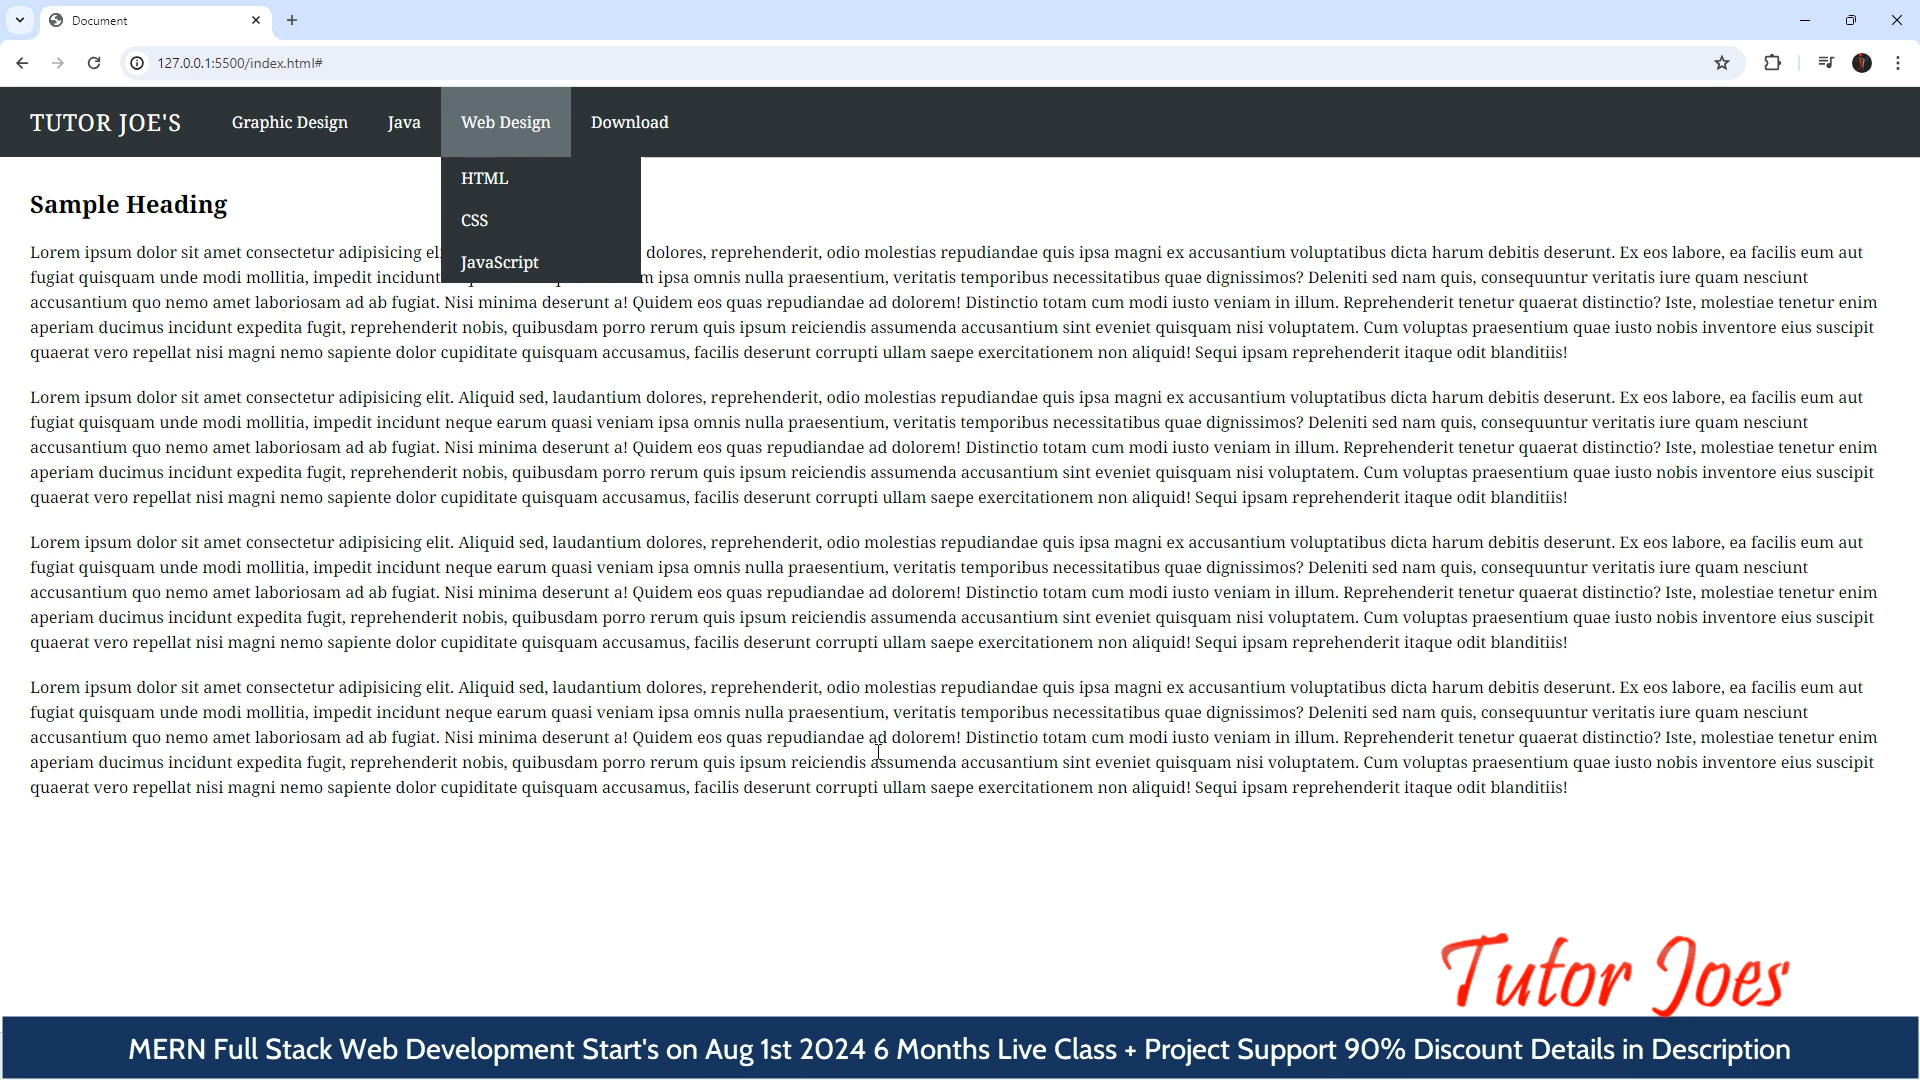 Document
127.0.0.1:5500/index.html#
TUTOR JOE'S Graphic Design Java Web Design Download
HTML
Sample Heading
CSS
Lorem ipsum dolor sit amet consectetur adipisicing dolores, reprehenderit, odio molestias repudiandae quis ipsa magni ex accusantium voluptatibus dicta harum debitis deserunt. Ex eos labore, ea facilis eum aut
JavaScript
fugiat quisquam unde modi mollitia, impedit incidunt ipsa omnis nulla praesentium, veritatis temporibus necessitatibus quae dignissimos? Deleniti sed nam quis, consequuntur veritatis iure quam nesciunt
accusantium quo nemo amet laboriosam ad ab fugiat. Nisi minima deserunt a! Quidem eos quas repudiandae ad dolorem! Distinctio totam cum modi iusto veniam in illum. Reprehenderit tenetur quaerat distinctio? Iste, molestiae tenetur enim
aperiam ducimus incidunt expedita fugit, reprehenderit nobis, quibusdam porro rerum quis ipsum reiciendis assumenda accusantium sint eveniet quisquam nisi voluptatem. Cum voluptas praesentium quae iusto nobis inventore eius suscipit
quaerat vero repellat nisi magni nemo sapiente dolor cupiditate quisquam accusamus, facilis deserunt corrupti ullam saepe exercitationem non aliquid! Sequi ipsam reprehenderit itaque odit blanditiis!
Lorem ipsum dolor sit amet consectetur adipisicing elit. Aliquid sed, laudantium dolores, reprehenderit, odio molestias repudiandae quis ipsa magni ex accusantium voluptatibus dicta harum debitis deserunt. Ex eos labore, ea facilis eum aut
fugiat quisquam unde modi mollitia, impedit incidunt neque earum quasi veniam ipsa omnis nulla praesentium, veritatis temporibus necessitatibus quae dignissimos? Deleniti sed nam quis, consequuntur veritatis iure quam nesciunt
accusantium quo nemo amet laboriosam ad ab fugiat. Nisi minima deserunt a! Quidem eos quas repudiandae ad dolorem! Distinctio totam cum modi iusto veniam in illum. Reprehenderit tenetur quaerat distinctio? Iste, molestiae tenetur enim
aperiam ducimus incidunt expedita fugit, reprehenderit nobis, quibusdam porro rerum quis ipsum reiciendis assumenda accusantium sint eveniet quisquam nisi voluptatem. Cum voluptas praesentium quae iusto nobis inventore eius suscipit
quaerat vero repellat nisi magni nemo sapiente dolor cupiditate quisquam accusamus, facilis deserunt corrupti ullam saepe exercitationem non aliquid! Sequi ipsam reprehenderit itaque odit blanditiis!
Lorem ipsum dolor sit amet consectetur adipisicing elit. Aliquid sed, laudantium dolores, reprehenderit, odio molestias repudiandae quis ipsa magni ex accusantium voluptatibus dicta harum debitis deserunt. Ex eos labore, ea facilis eum aut
fugiat quisquam unde modi mollitia, impedit incidunt neque earum quasi veniam ipsa omnis nulla praesentium, veritatis temporibus necessitatibus quae dignissimos? Deleniti sed nam quis, consequuntur veritatis iure quam nesciunt
accusantium quo nemo amet laboriosam ad ab fugiat. Nisi minima deserunt a! Quidem eos quas repudiandae ad dolorem! Distinctio totam cum modi iusto veniam in illum. Reprehenderit tenetur quaerat distinctio? Iste, molestiae tenetur enim
aperiam ducimus incidunt expedita fugit, reprehenderit nobis, quibusdam porro rerum quis ipsum reiciendis assumenda accusantium sint eveniet quisquam nisi voluptatem. Cum voluptas praesentium quae iusto nobis inventore eius suscipit
quaerat vero repellat nisi magni nemo sapiente dolor cupiditate quisquam accusamus, facilis deserunt corrupti ullam saepe exercitationem non aliquid! Sequi ipsam reprehenderit itaque odit blanditiis!
Lorem ipsum dolor sit amet consectetur adipisicing elit. Aliquid sed, laudantium dolores, reprehenderit, odio molestias repudiandae quis ipsa magni ex accusantium voluptatibus dicta harum debitis deserunt. Ex eos labore, ea facilis eum aut
fugiat quisquam unde modi mollitia, impedit incidunt neque earum quasi veniam ipsa omnis nulla praesentium, veritatis temporibus necessitatibus quae dignissimos? Deleniti sed nam quis, consequuntur veritatis iure quam nesciunt
accusantium quo nemo amet laboriosam ad ab fugiat. Nisi minima deserunt a! Quidem eos quas repudiandae ad dolorem! Distinctio totam cum modi iusto veniam in illum. Reprehenderit tenetur quaerat distinctio? Iste, molestiae tenetur enim
aperiam ducimus incidunt expedita fugit, reprehenderit nobis, quibusdam porro rerum quis ipsum reiciendis assumenda accusantium sint eveniet quisquam nisi voluptatem. Cum voluptas praesentium quae iusto nobis inventore eius suscipit
quaerat vero repellat nisi magni nemo sapiente dolor cupiditate quisquam accusamus, facilis deserunt corrupti ullam saepe exercitationem non aliquid! Sequi ipsam reprehenderit itaque odit blanditiis!
Tutor Joes
MERN Full Stack Web Development Start's on Aug 1st 2024 6 Months Live Class + Project Support 90% Discount Details in Description